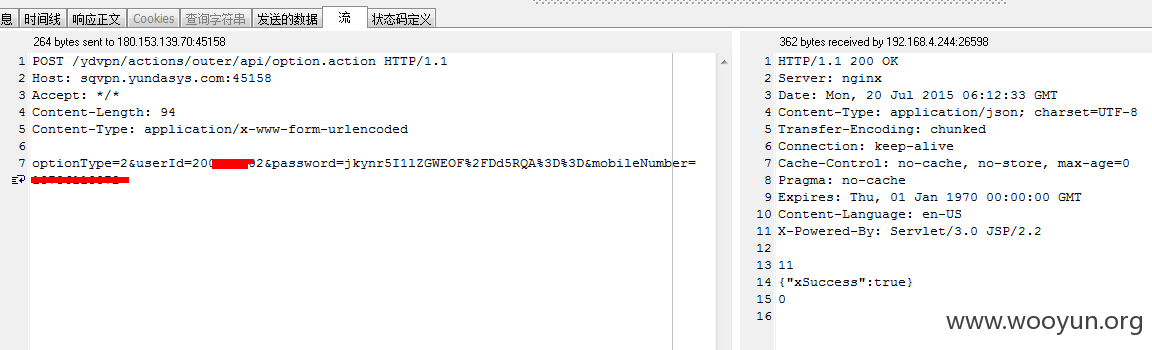 息 时间线 响应正文 Cookies 查询字符串 发送的数据 流 状态码定义
264 bytes sent to 180.153.139.70:45158
1 POST /ydvpn/actions/outer/api/option.action HTTP/1.1
2 Host: sqvpn.yundasys.com:45158
3 Accept: */*
4 Content-Length: 94
5 Content-Type: application/x-www-form-urlencoded
6
7 optionType=2&userId=200 92&password=jkynr5I1lZGWEOF%2FDd5RQA%3D%3D&mobileNumber=
362 bytes received by 192.168.4.244:26598
1 HTTP/1.1 200 OK
2 Server: nginx
3 Date: Mon, 20 Jul 2015 06:12:33 GMT
4 Content-Type: application/json; charset=UTF-8
5 Transfer-Encoding: chunked
6 Connection: keep-alive
7 Cache-Control: no-cache, no-store, max-age=0
8 Pragma: no-cache
9 Expires: Thu, 01 Jan 1970 00:00:00 GMT
10 Content-Language: en-US
11 X-Powered-By: Servlet/3.0 JSP/2.2
12
13 11
14 {"xSuccess":true}
15 0
16
www.wooyun.org